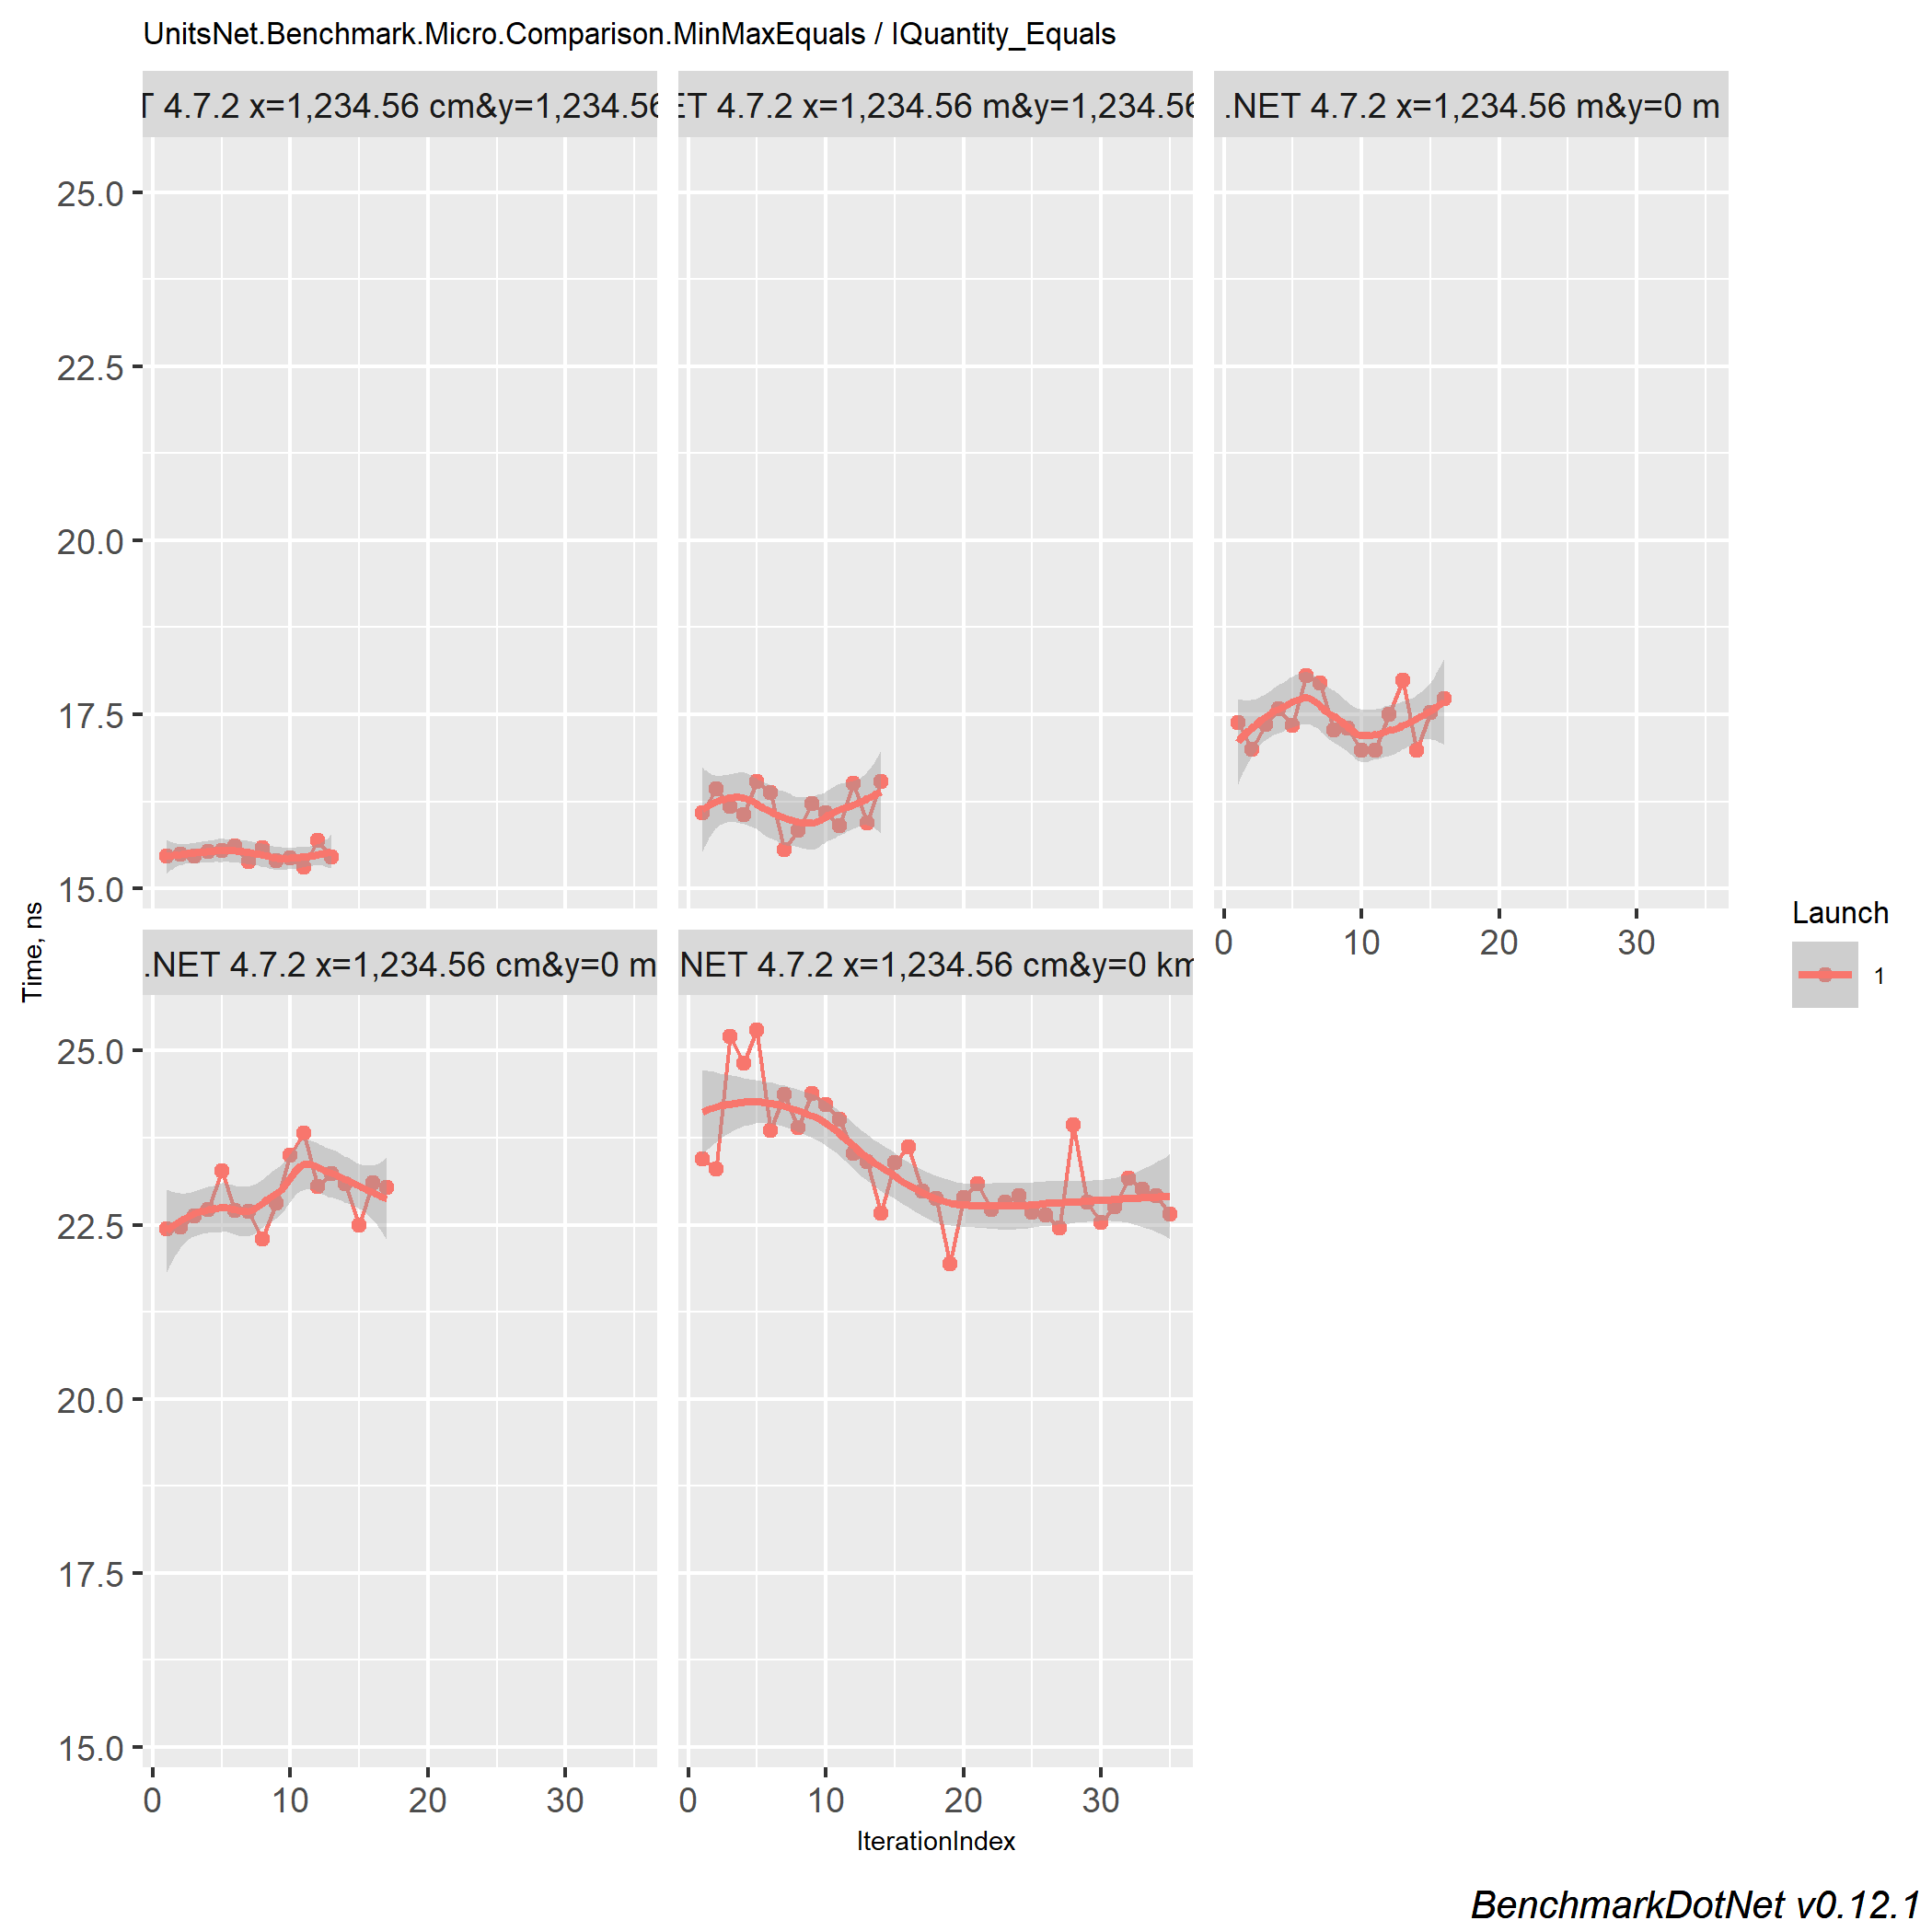 UnitsNet.Benchmark.Micro.Comparison.MinMaxEquals / IQuantity_Equals
T 4.7.2 x=1,234.56 cm&y=1,234.56
ET 4.7.2 x=1,234.56 m&y=1,234.56
.NET 4.7.2 x=1,234.56 m&y=0 m
25.0
22.5
20.0
17.5
15.0
0 10 20 30
.NET 4.7.2 x=1,234.56 cm&y=0 m
NET 4.7.2 x=1,234.56 cm&y=0 km
25.0
22.5
20.0
17.5
15.0
0 10 20 30
0 10 20 30
Time, ns
IterationIndex
Launch
1
BenchmarkDotNet v0.12.1